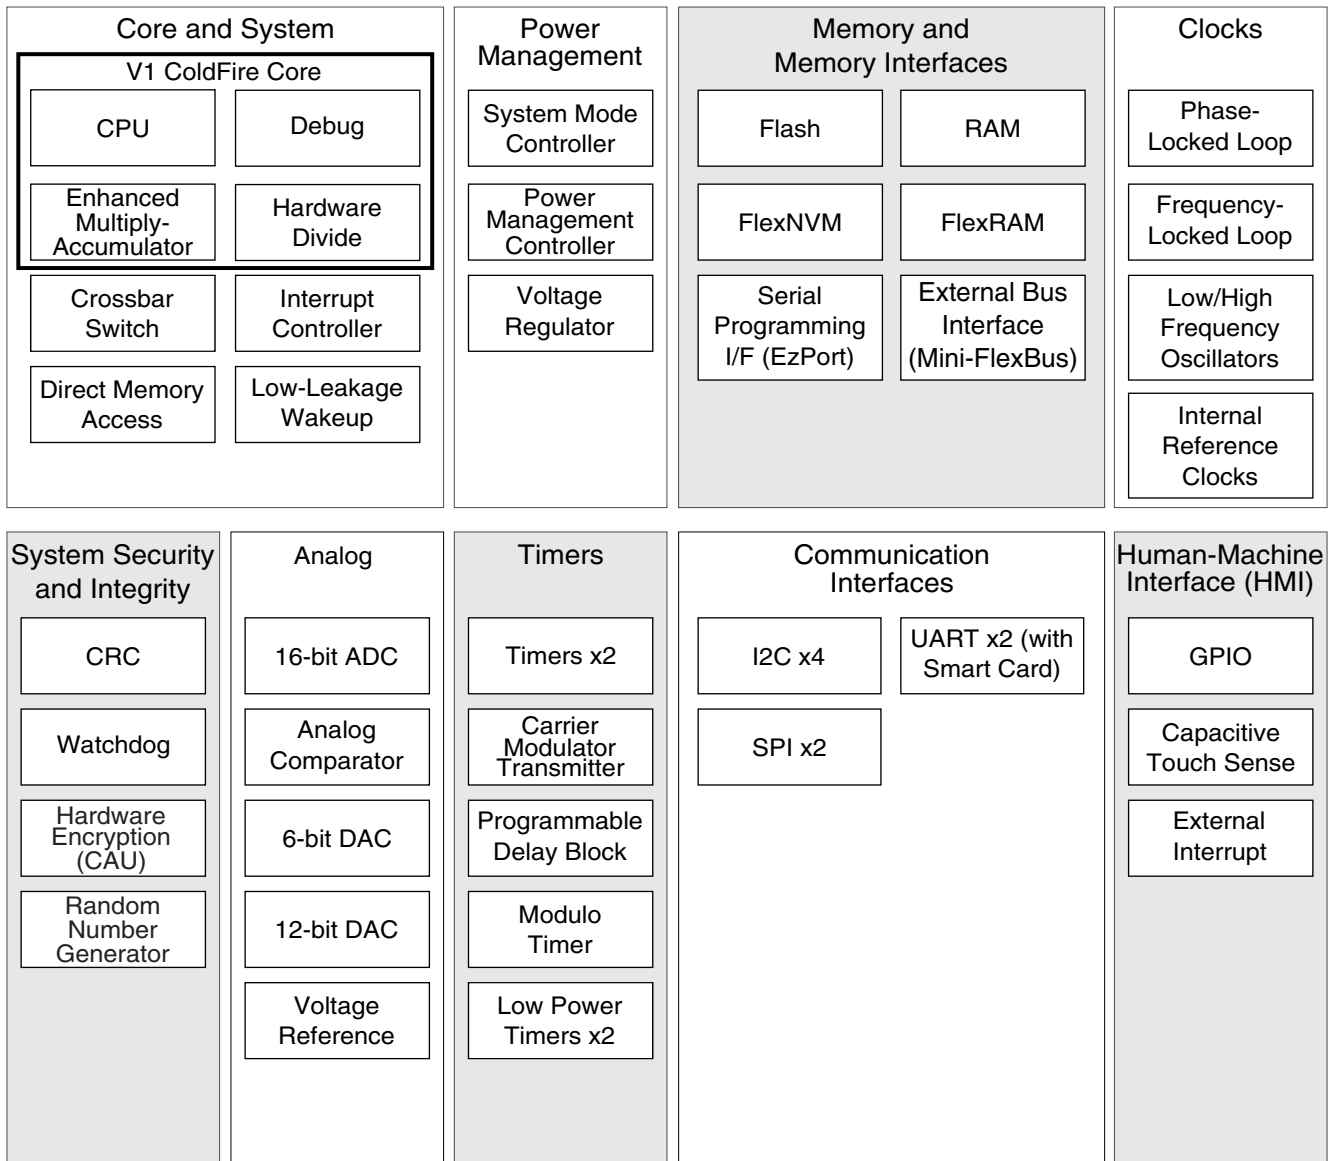 Core and System
V1 ColdFire Core
CPU
Debug
Enhanced
Multiply-
Accumulator
Hardware
Divide
Crossbar
Switch
Interrupt
Controller
Direct Memory
Access
Low-Leakage
Wakeup
Power
Management
System Mode
Controller
Power
Management
Controller
Voltage
Regulator
Memory and
Memory Interfaces
Flash
RAM
FlexNVM
FlexRAM
Serial
Programming
I/F (EzPort)
External Bus
Interface
(Mini-FlexBus)
Clocks
Phase-
Locked Loop
Frequency-
Locked Loop
Low/High
Frequency
Oscillators
Internal
Reference
Clocks
System Security
and Integrity
CRC
Watchdog
Hardware
Encryption
(CAU)
Random
Number
Generator
Analog
16-bit ADC
Analog
Comparator
6-bit DAC
12-bit DAC
Voltage
Reference
Timers
Timers x2
Carrier
Modulator
Transmitter
Programmable
Delay Block
Modulo
Timer
Low Power
Timers x2
Communication
Interfaces
I2C x4
UART x2 (with
Smart Card)
SPI x2
Human-Machine
Interface (HMI)
GPIO
Capacitive
Touch Sense
External
Interrupt